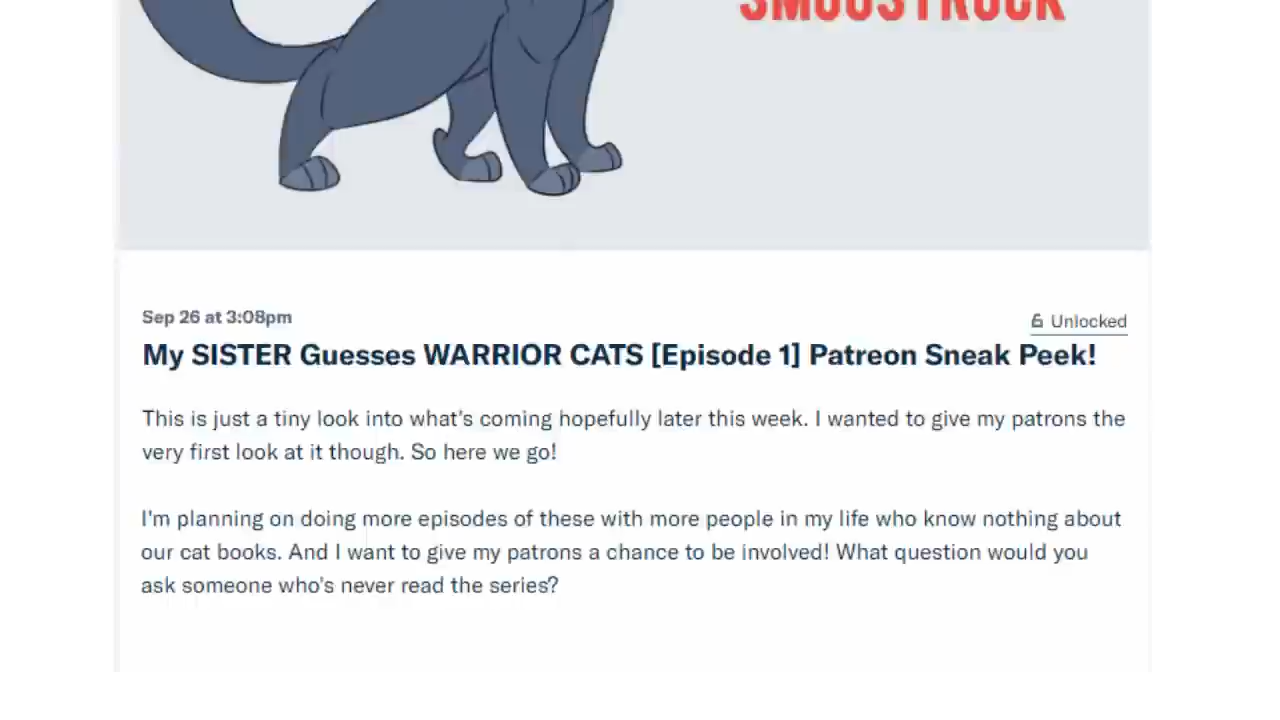 Sep 26 at 3:08pm
Unlocked
My SISTER Guesses WARRIOR CATS [Episode 1] Patreon Sneak Peek!
This is just a tiny look into what's coming hopefully later this week. I wanted to give my patrons the
very first look at it though. So here we go!
I'm planning on doing more episodes of these with more people in my life who know nothing about
our cat books. And I want to give my patrons a chance to be involved! What question would you
ask someone who's never read the series?